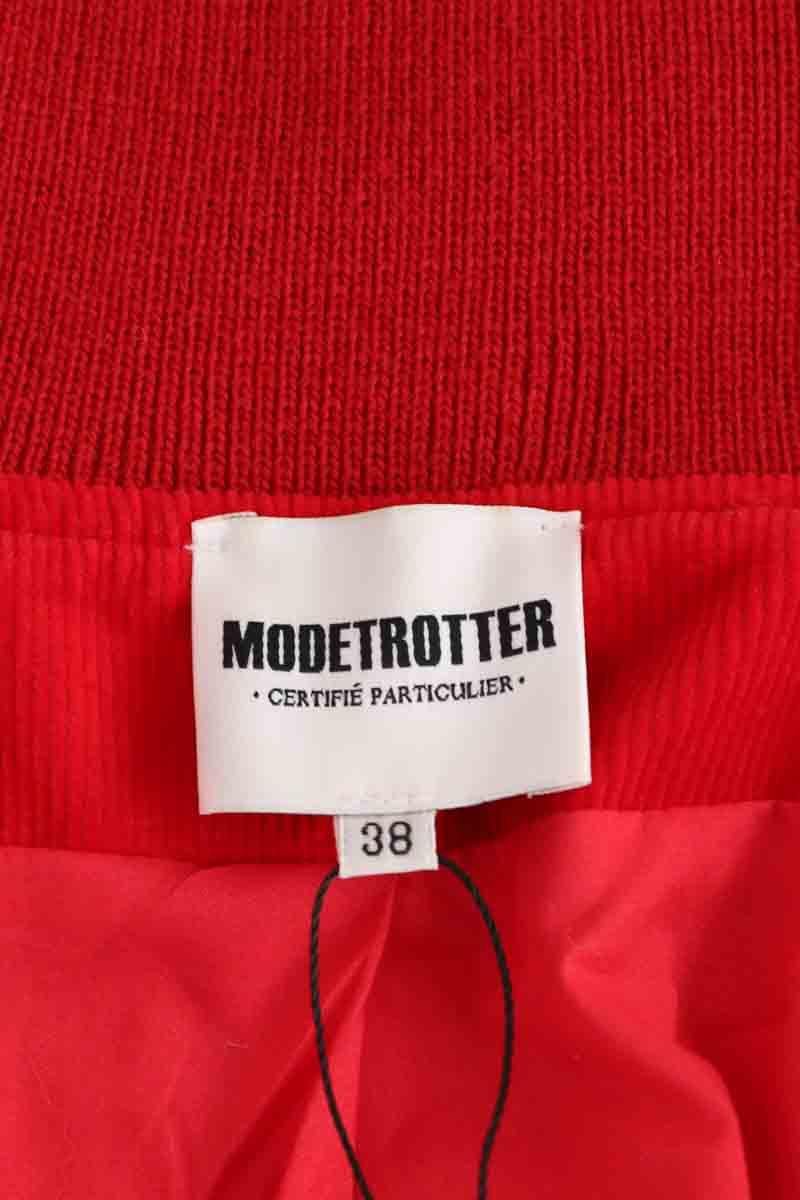 MODETROTTER
• CERTIFIÉ PARTICULIER •
38